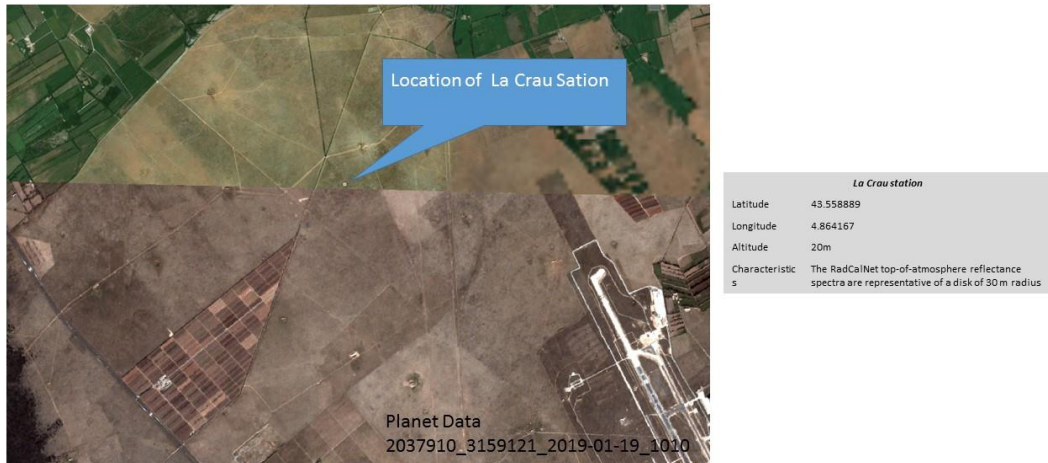 Location of La Crau Sation
Planet Data
2037910_3159121_2019-01-19_1010
La Crau station
Latitude 43.558889
Longitude 4.864167
Altitude 20m
Characteristic The RadCalNet top-of-atmosphere reflectance
s spectra are representative of a disk of 30 m radius